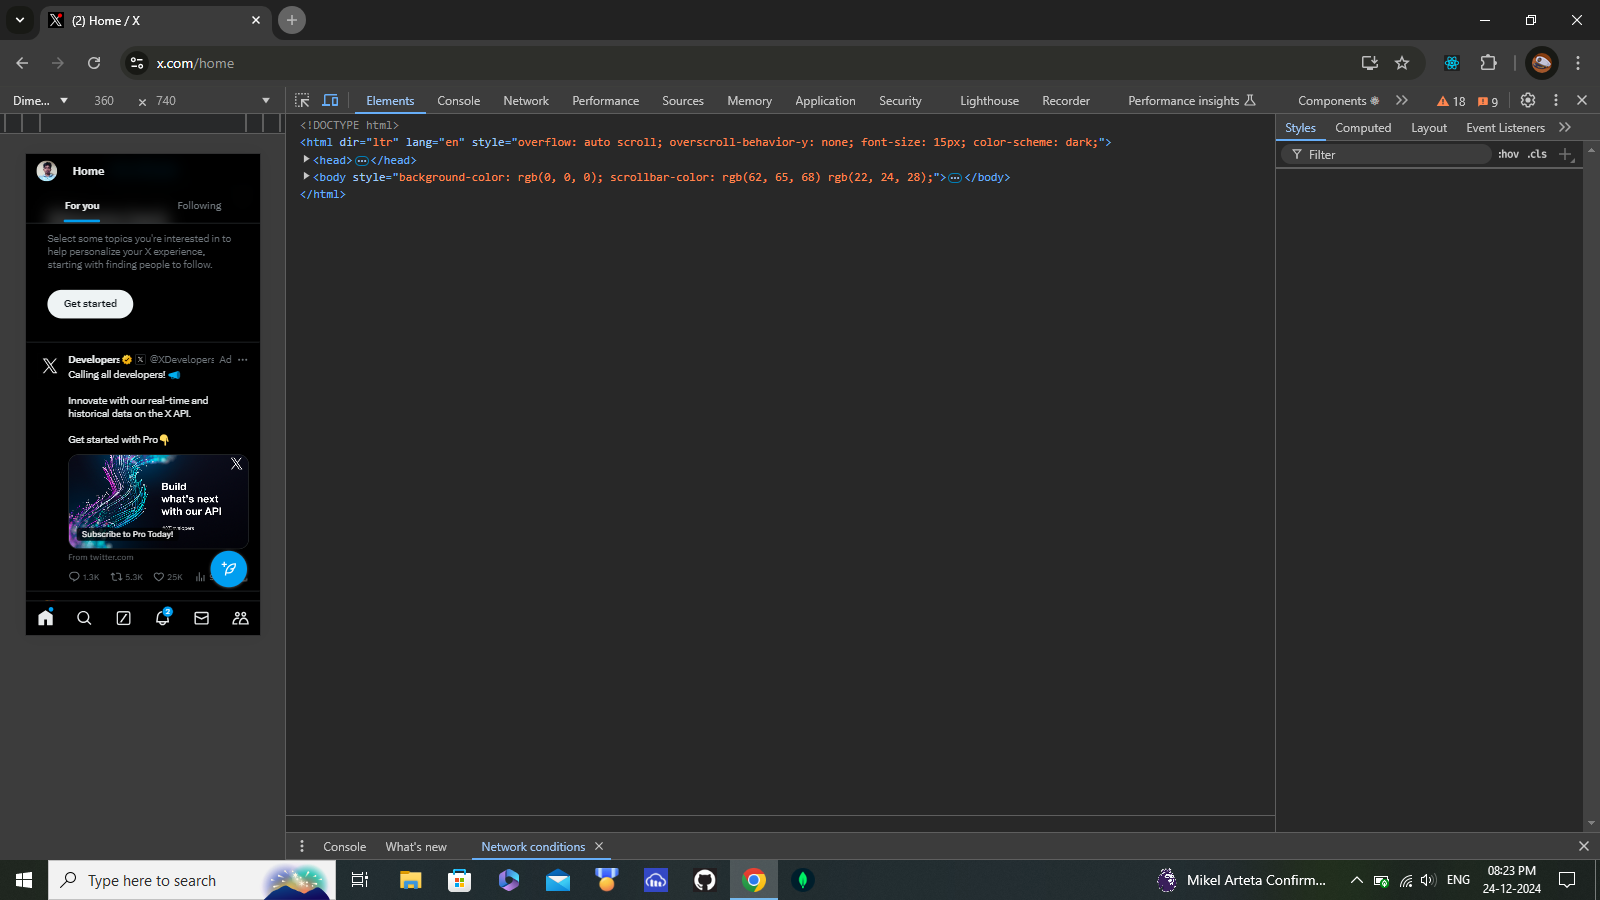 (2) Home / X
x.com/home
Dime... 360 × 740
Elements Console Network Performance Sources Memory Application Security Lighthouse Recorder Performance insights Components 18 9
<!DOCTYPE html>
<html dir="ltr" lang="en" style="overflow: auto scroll; overscroll-behavior-y: none; font-size: 15px; color-scheme: dark;">
<head>…</head>
<body style="background-color: rgb(0, 0, 0); scrollbar-color: rgb(62, 65, 68) rgb(22, 24, 28);">…</body>
</html>
Styles Computed Layout Event Listeners
Filter :hov .cls
Home
For you Following
Select some topics you're interested in to
help personalize your X experience,
starting with finding people to follow.
Get started
Developers @XDevelopers Ad
Calling all developers!
Innovate with our real-time and
historical data on the X API.
Get started with Pro
Build
what's next
with our API
Subscribe to Pro Today!
From twitter.com
1.3K 5.3K 25K
2
Console What's new Network conditions
Type here to search
Mikel Arteta Confirm...
ENG
08:23 PM
24-12-2024